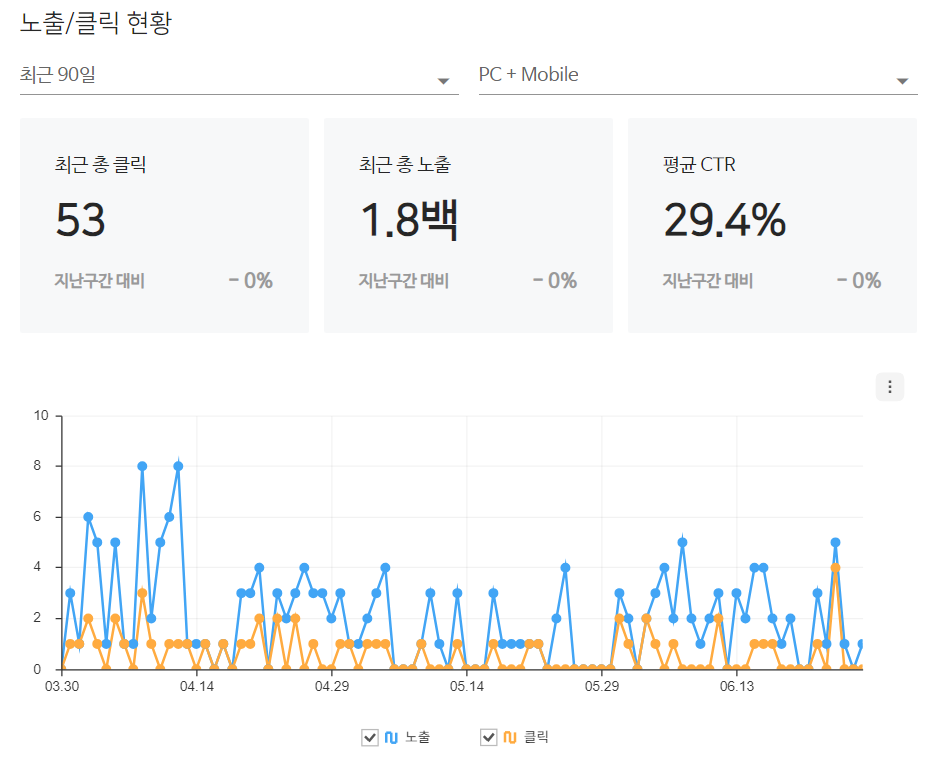 노출/클릭 현황
최근 90일
PC + Mobile
최근 총 클릭
53
지난구간 대비
- 0%
최근 총 노출
1.8백
지난구간 대비
- 0%
평균 CTR
29.4%
지난구간 대비
- 0%
10
8
6
4
2
0
03.30 04.14 04.29 05.14 05.29 06.13
노출 클릭